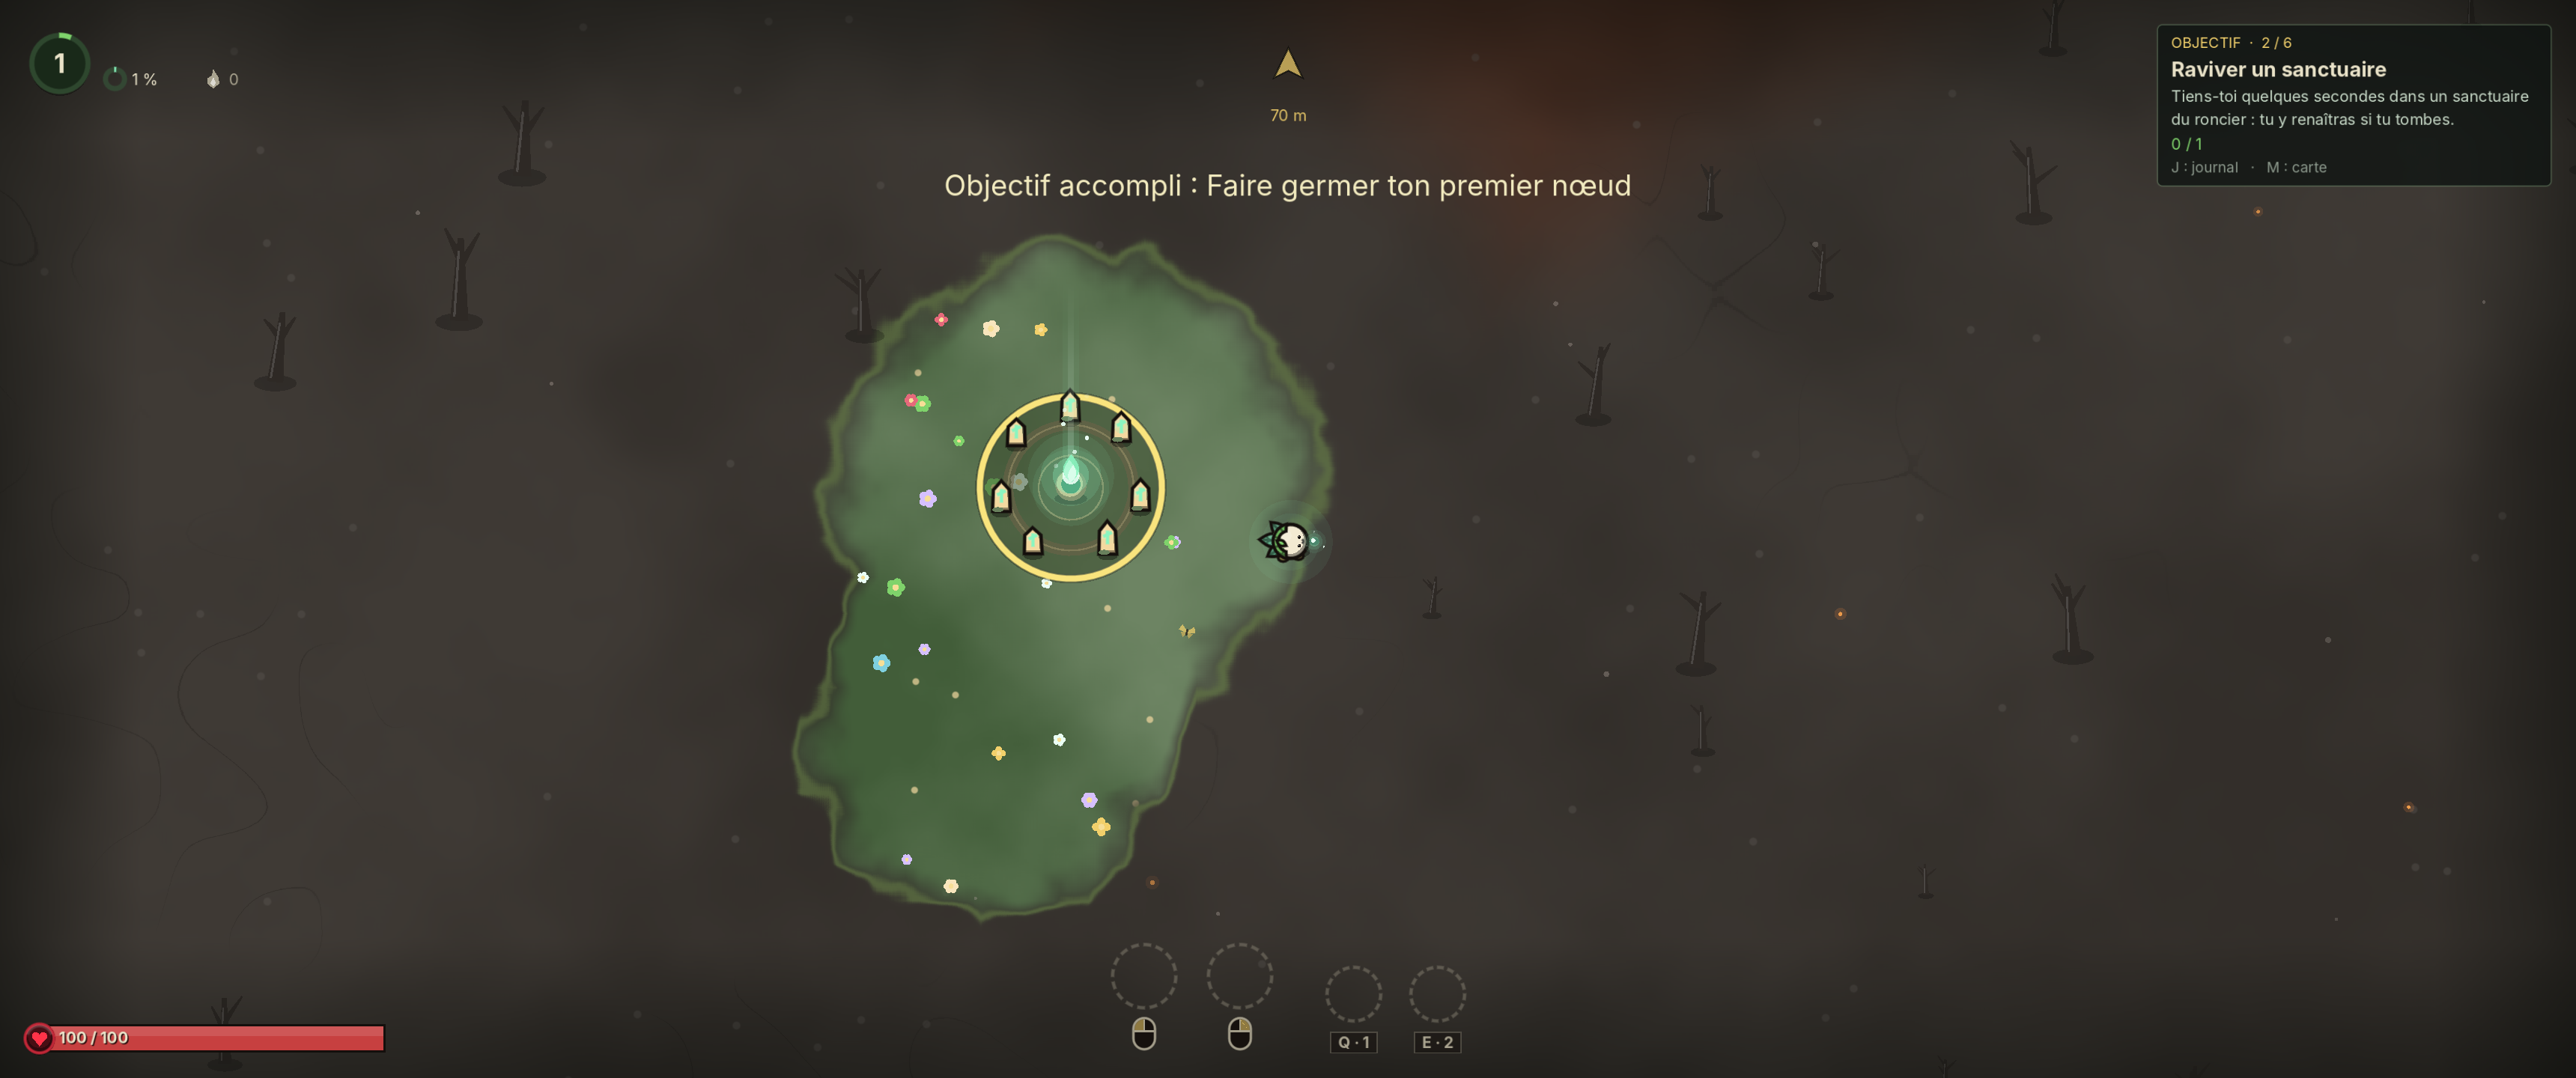 1
1 %
0
70 m
Objectif accompli : Faire germer ton premier nœud
OBJECTIF · 2 / 6
Raviver un sanctuaire
Tiens-toi quelques secondes dans un sanctuaire
du roncier : tu y renaîtras si tu tombes.
0 / 1
J : journal · M : carte
100 / 100
Q · 1
E · 2